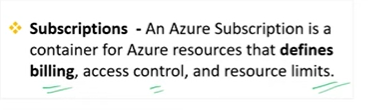 Subscriptions - An Azure Subscription is a
container for Azure resources that defines
billing, access control, and resource limits.